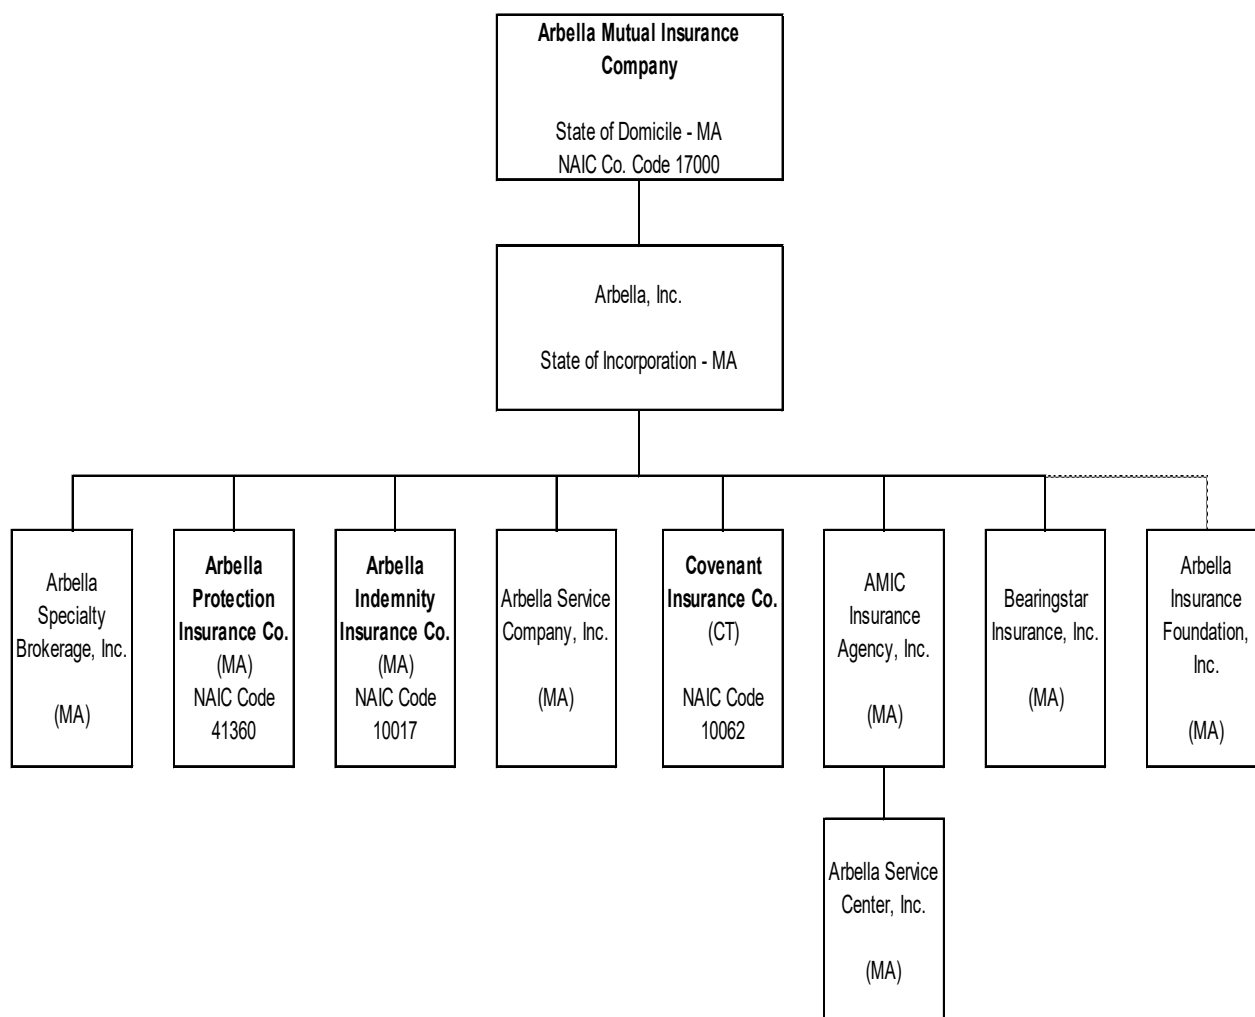 Arbella Mutual Insurance
Company
State of Domicile - MA
NAIC Co. Code 17000
Arbella, Inc.
State of Incorporation - MA
Arbella
Specialty
Brokerage, Inc.
(MA)
Arbella
Protection
Insurance Co.
(MA)
NAIC Code
41360
Arbella
Indemnity
Insurance Co.
(MA)
NAIC Code
10017
Arbella Service
Company, Inc.
(MA)
Covenant
Insurance Co.
(CT)
NAIC Code
10062
AMIC
Insurance
Agency, Inc.
(MA)
Bearingstar
Insurance, Inc.
(MA)
Arbella
Insurance
Foundation,
Inc.
(MA)
Arbella Service
Center, Inc.
(MA)